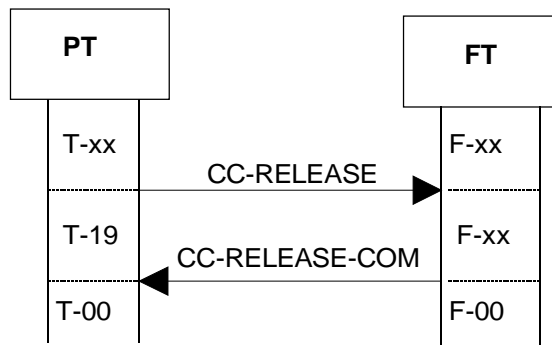 PT
FT
T-xx
F-xx
CC-RELEASE
T-19
F-xx
CC-RELEASE-COM
T-00
F-00